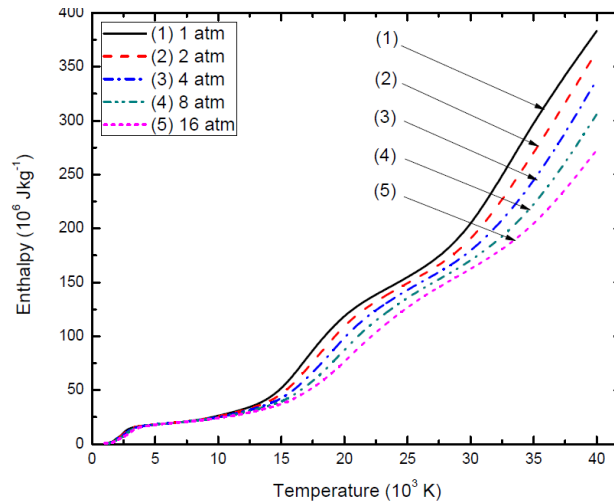 400
350
300
250
200
150
100
50
0
Enthalpy (10⁶ Jkg⁻¹)
(1) 1 atm
(2) 2 atm
(3) 4 atm
(4) 8 atm
(5) 16 atm
(1)
(2)
(3)
(4)
(5)
0 5 10 15 20 25 30 35 40
Temperature (10³ K)